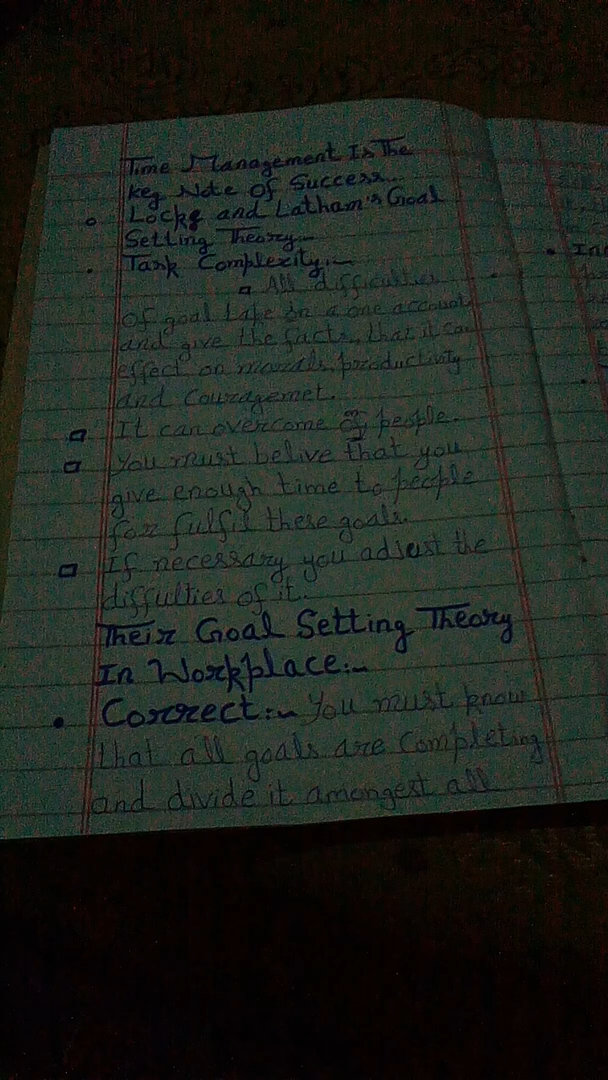 Time Management Is The
key Note Of Success.
Locke and Latham's Goal
Setting Theory
Task Complexity:-
All difficulties
Of goal take on a one account
and give the facts, that it can
effect on morals, productivity
and Couragemet.
It can overcome of people.
You must belive that you
give enough time to people
for fulfil these goals.
If necessary you adjust the
diffulties of it.
Their Goal Setting Theory
In Workplace:-
Correct:- You must know
that all goals are Completing
and divide it amongest all
In